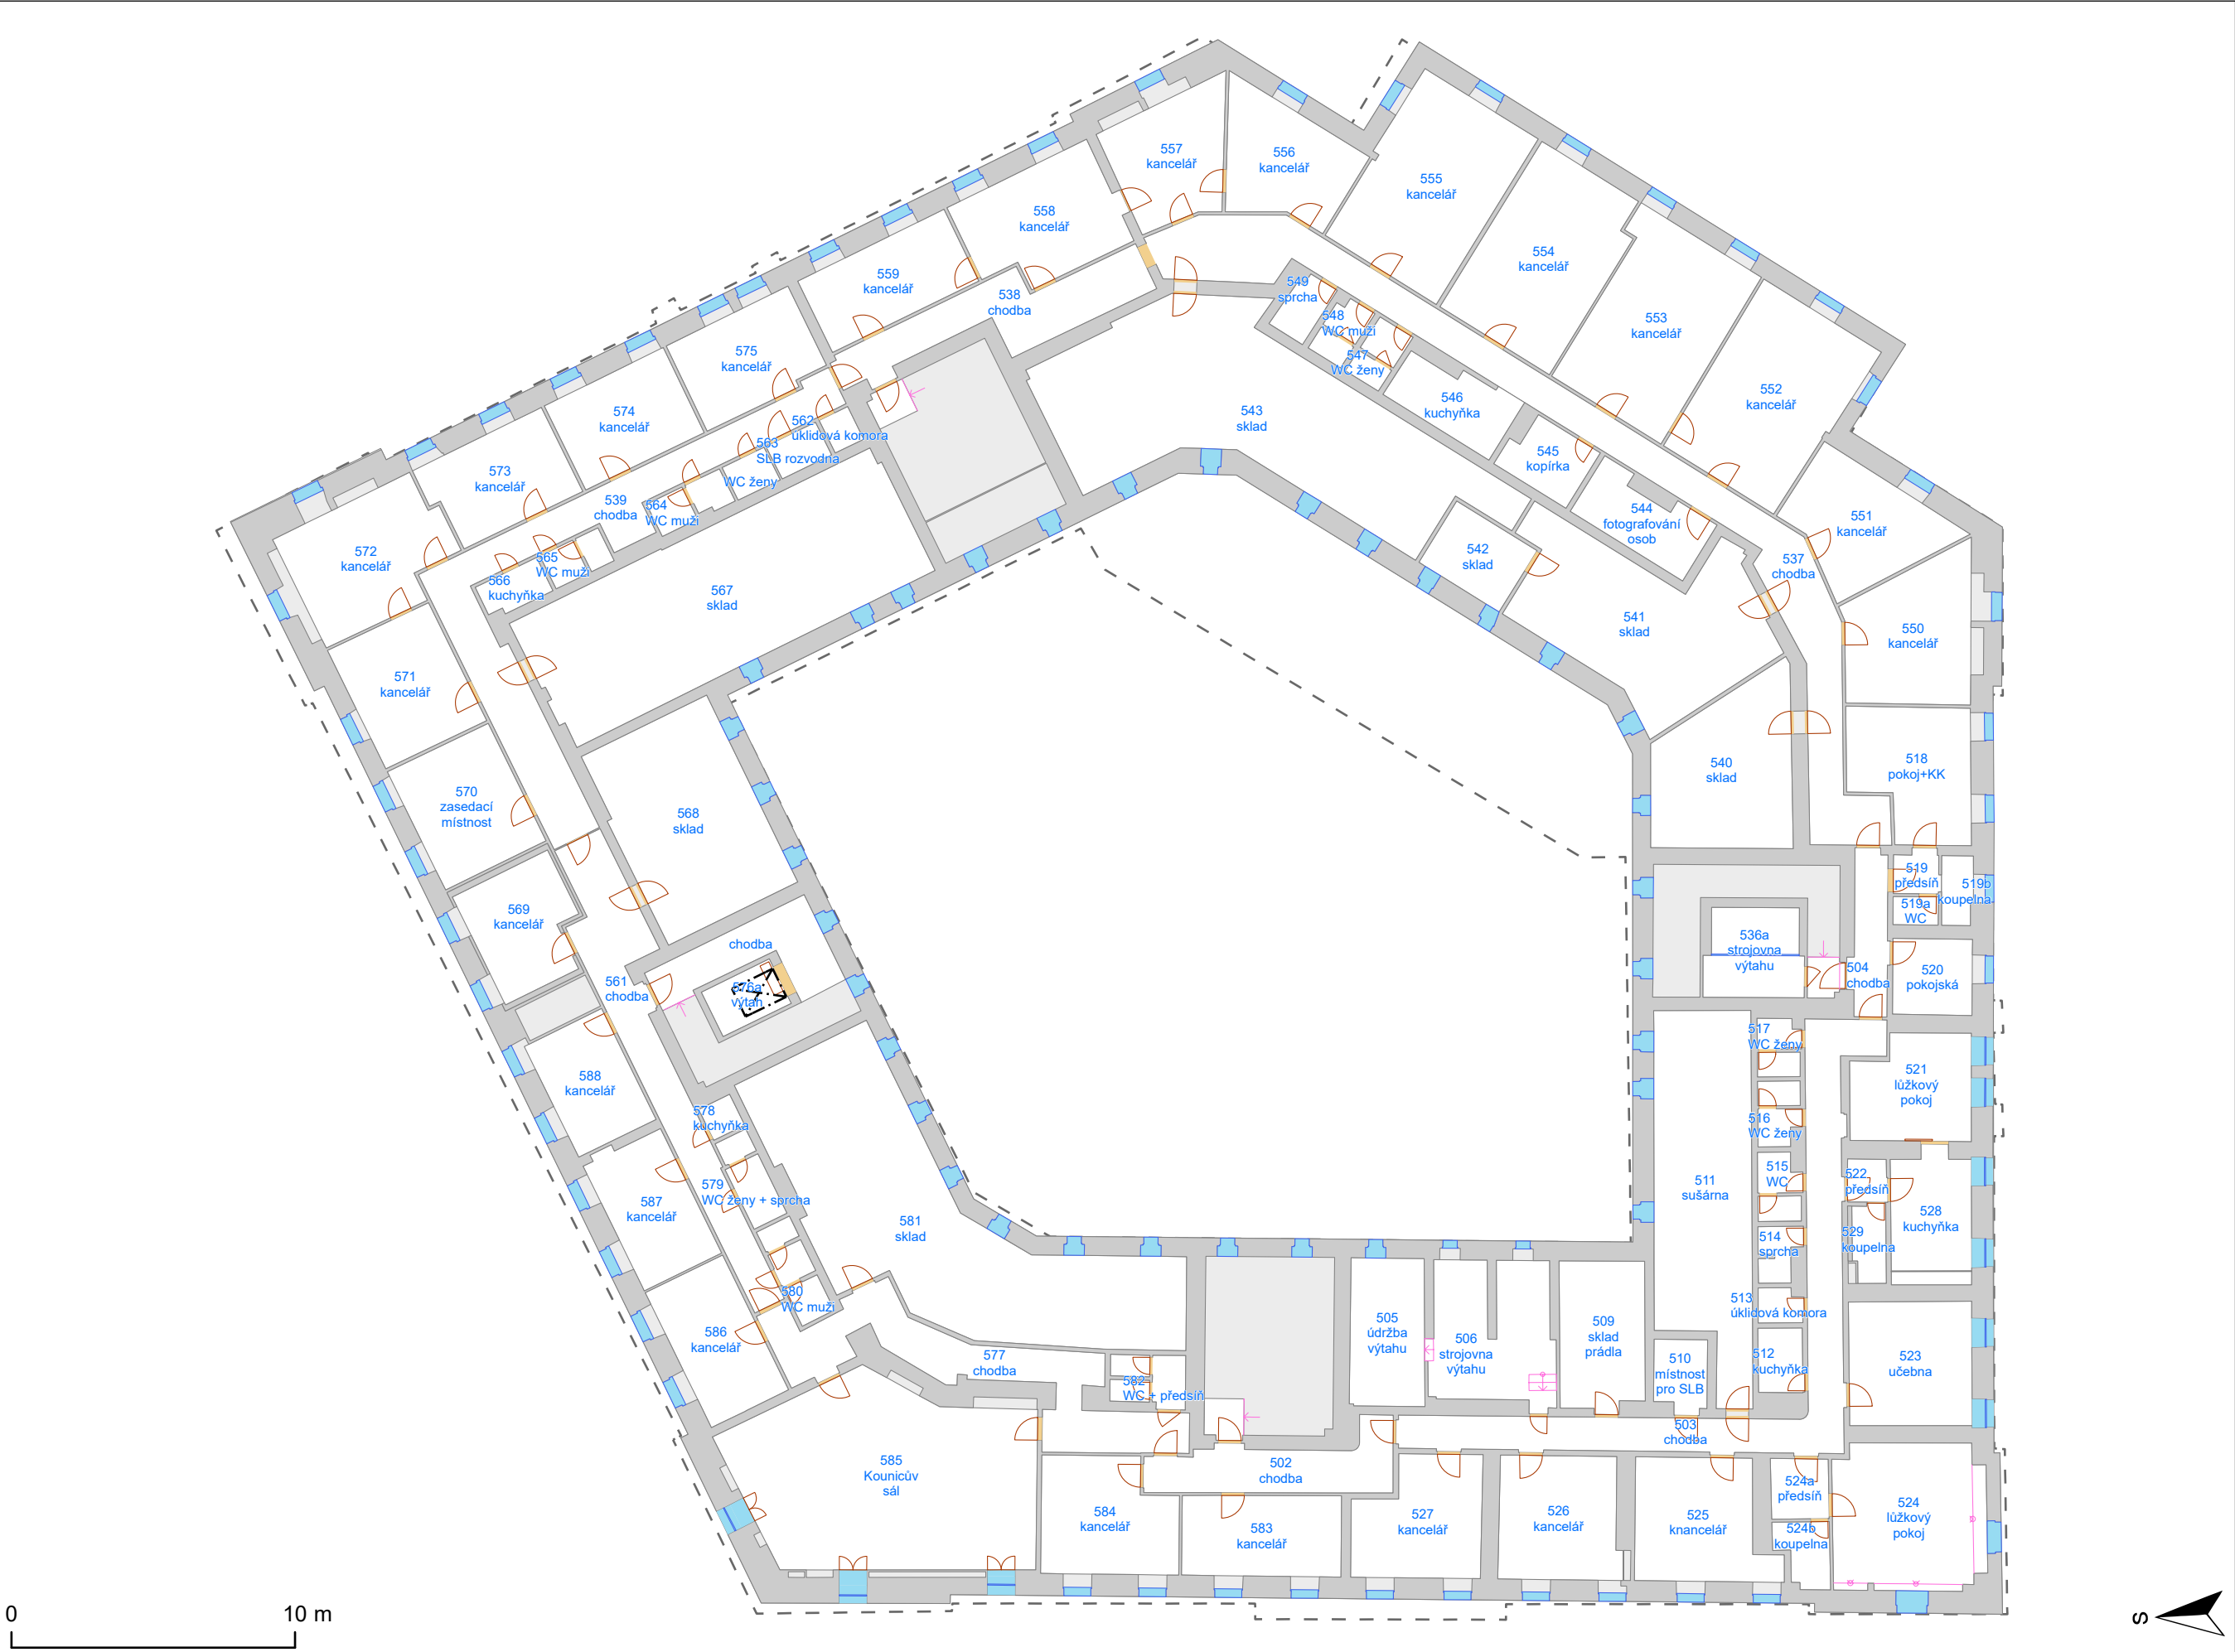 557
kancelář
556
kancelář
555
kancelář
558
kancelář
554
kancelář
559
kancelář
549
sprcha
538
chodba
548
WC muži
553
kancelář
547
WC ženy
575
kancelář
552
kancelář
546
kuchyňka
574
kancelář
543
sklad
562
úklidová komora
563
SLB rozvodna
545
kopírka
573
kancelář
WC ženy
539
chodba
564
WC muži
544
fotografování
osob
551
kancelář
572
kancelář
542
sklad
537
chodba
565
WC muži
566
kuchyňka
567
sklad
541
sklad
550
kancelář
571
kancelář
518
pokoj+KK
540
sklad
570
zasedací
místnost
568
sklad
519
předsíň
519b
koupelna
519a
WC
569
kancelář
chodba
536a
strojovna
výtahu
504
chodba
520
pokojská
561
chodba
576a
výtah
517
WC ženy
521
lůžkový
pokoj
588
kancelář
578
kuchyňka
516
WC ženy
515
WC
522
předsíň
511
sušárna
579
WC ženy + sprcha
587
kancelář
528
kuchyňka
581
sklad
529
koupelna
514
sprcha
580
WC muži
513
úklidová komora
586
kancelář
505
údržba
výtahu
506
strojovna
výtahu
509
sklad
prádla
577
chodba
510
místnost
pro SLB
512
kuchyňka
523
učebna
582
WC + předsíň
503
chodba
585
Kounicův
sál
502
chodba
524a
předsíň
584
kancelář
583
kancelář
527
kancelář
526
kancelář
525
knancelář
524b
koupelna
524
lůžkový
pokoj
0
10 m
S